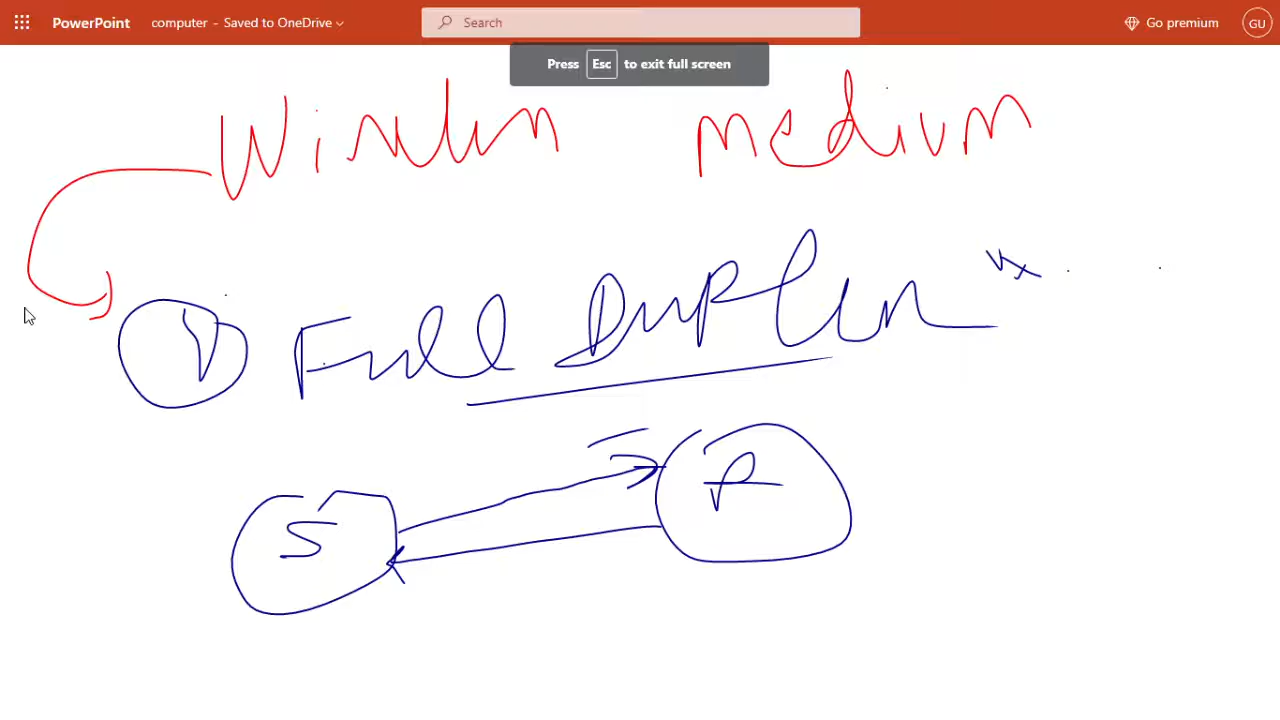 PowerPoint computer - Saved to OneDrive Search Go premium GU
Press Esc to exit full screen
Wireless medium
1) Full Duplex
S R